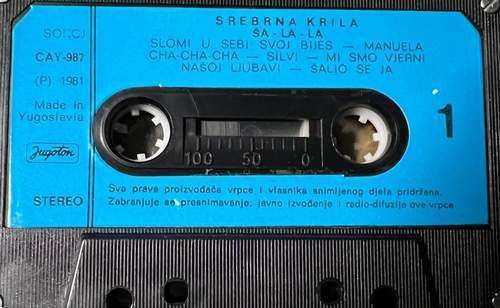 SREBRNA KRILA
SOKOJ
ŠA - LA - LA
CAY-987
SLOMI U SEBI SVOJ BIJES — MANUELA
CHA-CHA-CHA — SILVI — MI SMO VJERNI
(P) 1981
NAŠOJ LJUBAVI — ŠALIO SE JA
Made in
Yugoslavia
1
Jugoton
100 50 0
STEREO
Sva prava proizvođača vrpce i vlasnika snimljenog djela pridržana.
Zabranjuje se presnimavanje, javno izvođenje i radio-difuzija ove vrpce